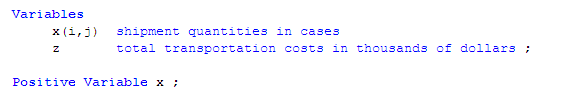 Variables
x(i,j) shipment quantities in cases
z total transportation costs in thousands of dollars ;
Positive Variable x ;